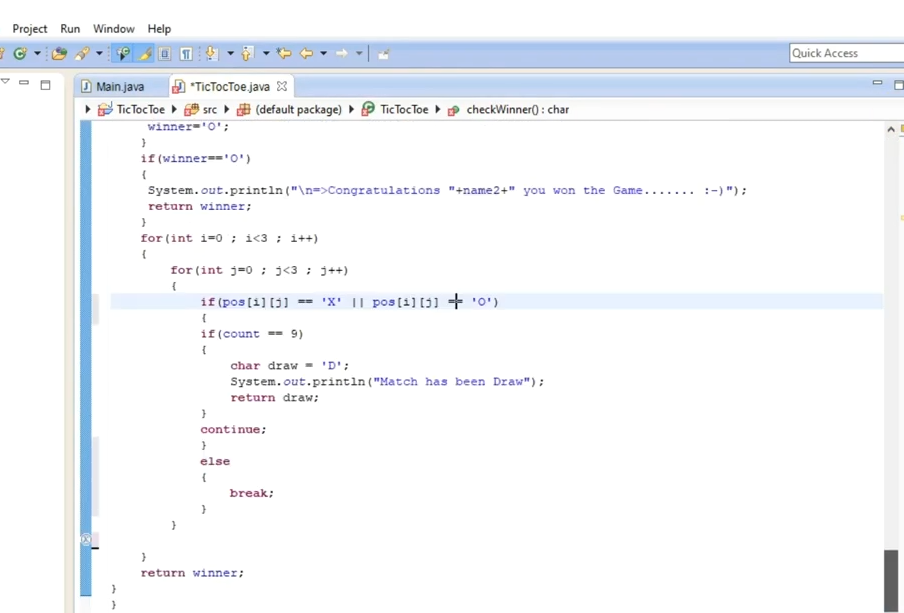 Project Run Window Help
Quick Access
Main.java *TicTocToe.java
TicTocToe src (default package) TicTocToe checkWinner() : char
winner='O';
}
if(winner=='O')
{
System.out.println("\n=>Congratulations "+name2+" you won the Game....... :-)");
return winner;
}
for(int i=0 ; i<3 ; i++)
{
for(int j=0 ; j<3 ; j++)
{
if(pos[i][j] == 'X' || pos[i][j] == 'O')
{
if(count == 9)
{
char draw = 'D';
System.out.println("Match has been Draw");
return draw;
}
continue;
}
else
{
break;
}
}
}
return winner;
}
}